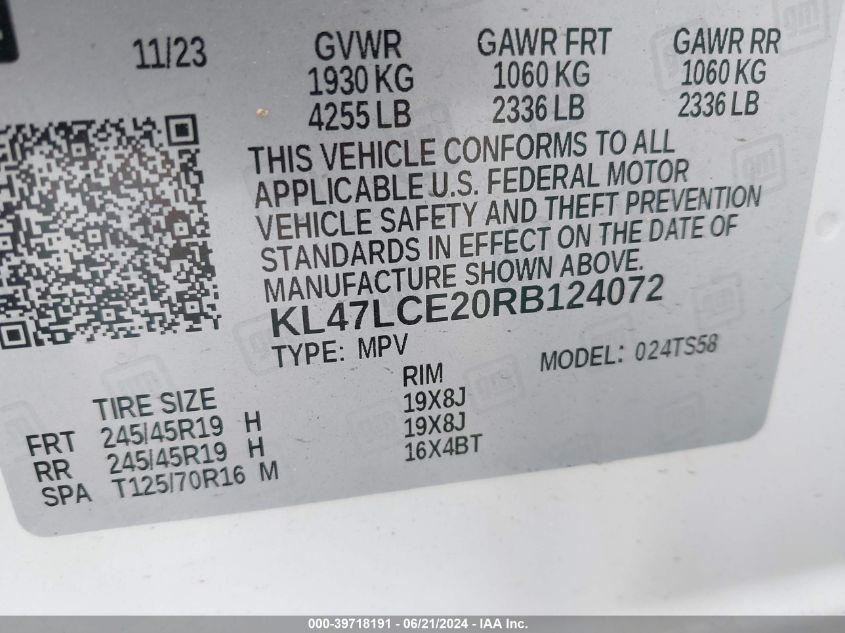 11/23 GVWR GAWR FRT GAWR RR
1930 KG 1060 KG 1060 KG
4255 LB 2336 LB 2336 LB
THIS VEHICLE CONFORMS TO ALL
APPLICABLE U.S. FEDERAL MOTOR
VEHICLE SAFETY AND THEFT PREVENTION
STANDARDS IN EFFECT ON THE DATE OF
MANUFACTURE SHOWN ABOVE.
KL47LCE20RB124072
TYPE: MPV MODEL: 024TS58
TIRE SIZE RIM
FRT 245/45R19 H 19X8J
RR 245/45R19 H 19X8J
SPA T125/70R16 M 16X4BT
gm
000-39718191 - 06/21/2024 - IAA Inc.